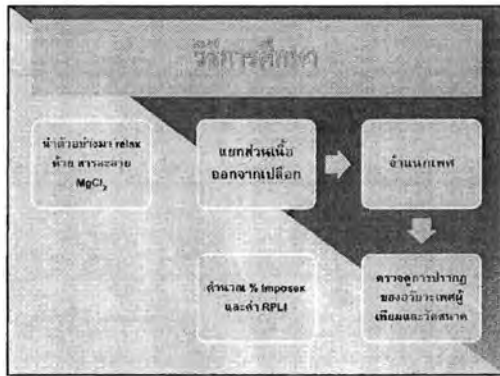 วิธีการศึกษา
นำตัวอย่างมา relax
ด้วย สารละลาย
MgCl₂
แยกส่วนเนื้อ
ออกจากเปลือก
จำแนกเพศ
ตรวจดูการปรากฏ
ของอวัยวะเพศผู้
เทียมและวัดขนาด
คำนวณ % Imposex
และค่า RPLI